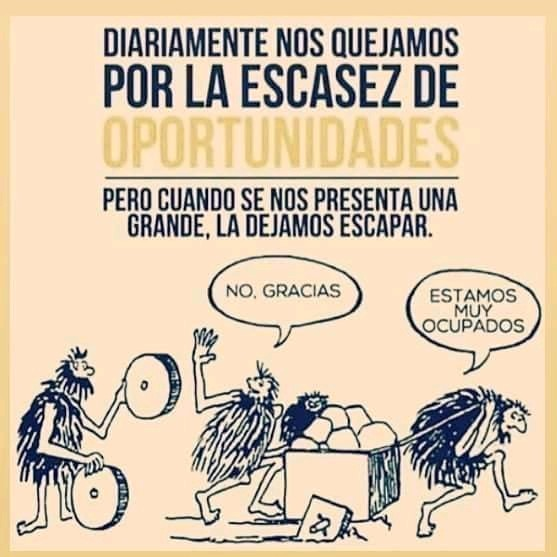 DIARIAMENTE NOS QUEJAMOS
POR LA ESCASEZ DE
OPORTUNIDADES
PERO CUANDO SE NOS PRESENTA UNA
GRANDE, LA DEJAMOS ESCAPAR.
NO, GRACIAS
ESTAMOS
MUY
OCUPADOS